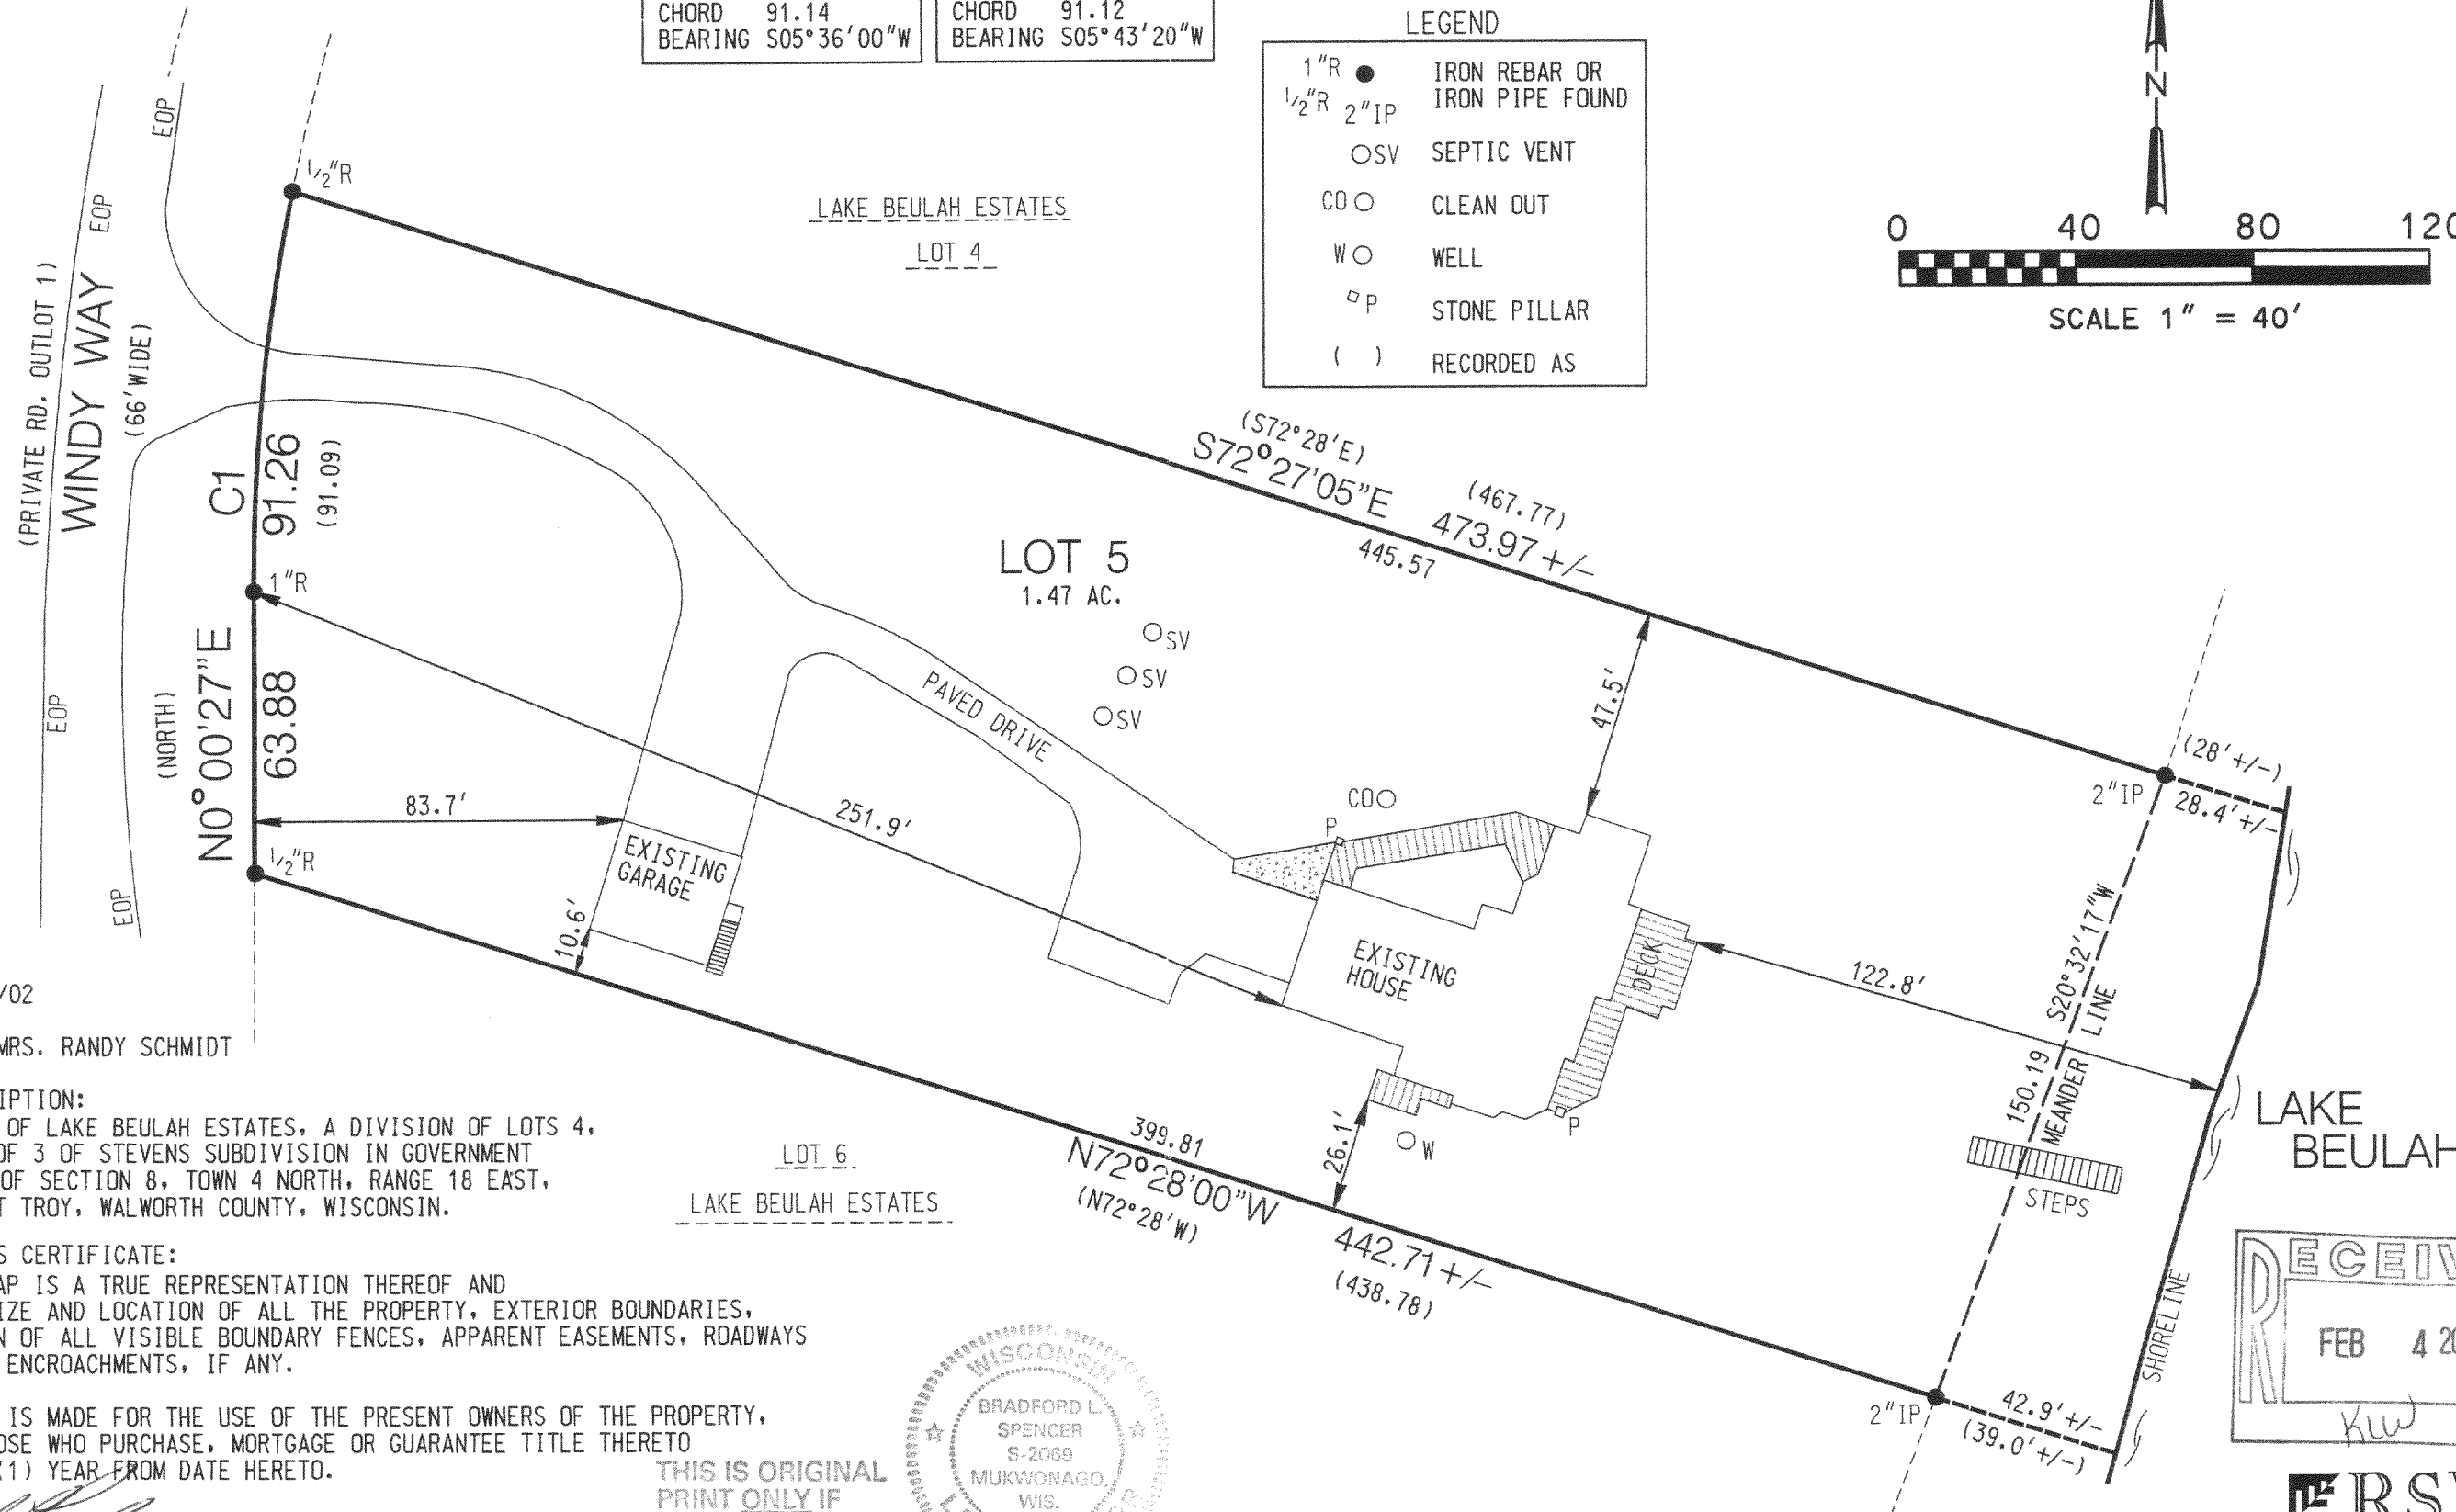 CHORD 91.14
BEARING S05°36'00"W
CHORD 91.12
BEARING S05°43'20"W
LEGEND
1"R
1/2"R 2"IP
IRON REBAR OR
IRON PIPE FOUND
SV SEPTIC VENT
CO CLEAN OUT
W WELL
P STONE PILLAR
( ) RECORDED AS
N
0 40 80 120
SCALE 1" = 40'
EOP
EOP
(PRIVATE RD. OUTLOT 1)
WINDY WAY
(66'WIDE)
1/2"R
LAKE BEULAH ESTATES
LOT 4
C1
91.26
(91.09)
(S72°28'E)
S72°27'05"E
(467.77)
473.97+/-
445.57
LOT 5
1.47 AC.
1"R
SV
SV
SV
(NORTH)
N0°00'27"E
63.88
EOP
EOP
PAVED DRIVE
47.5'
83.7'
251.9'
CO
P
(28'+/-)
2"IP
28.4'+/-
1/2"R
EXISTING
GARAGE
10.6'
EXISTING
HOUSE
DECK
122.8'
S20°32'17"W
150.19
MEANDER LINE
/02
MRS. RANDY SCHMIDT
IPTION:
OF LAKE BEULAH ESTATES, A DIVISION OF LOTS 4,
OF 3 OF STEVENS SUBDIVISION IN GOVERNMENT
OF SECTION 8, TOWN 4 NORTH, RANGE 18 EAST,
T TROY, WALWORTH COUNTY, WISCONSIN.
S CERTIFICATE:
AP IS A TRUE REPRESENTATION THEREOF AND
IZE AND LOCATION OF ALL THE PROPERTY, EXTERIOR BOUNDARIES,
N OF ALL VISIBLE BOUNDARY FENCES, APPARENT EASEMENTS, ROADWAYS
ENCROACHMENTS, IF ANY.
IS MADE FOR THE USE OF THE PRESENT OWNERS OF THE PROPERTY,
OSE WHO PURCHASE, MORTGAGE OR GUARANTEE TITLE THERETO
(1) YEAR FROM DATE HERETO.
26.1'
W
P
399.81
N72°28'00"W
(N72°28'W)
442.71+/-
(438.78)
LOT 6
LAKE BEULAH ESTATES
STEPS
LAKE
BEULAH
SHORELINE
2"IP
42.9'+/-
(39.0'+/-)
RECEIV
FEB 4 20
KW
WISCONSIN
BRADFORD L.
SPENCER
S-2069
MUKWONAGO,
WIS.
THIS IS ORIGINAL
PRINT ONLY IF
RSV